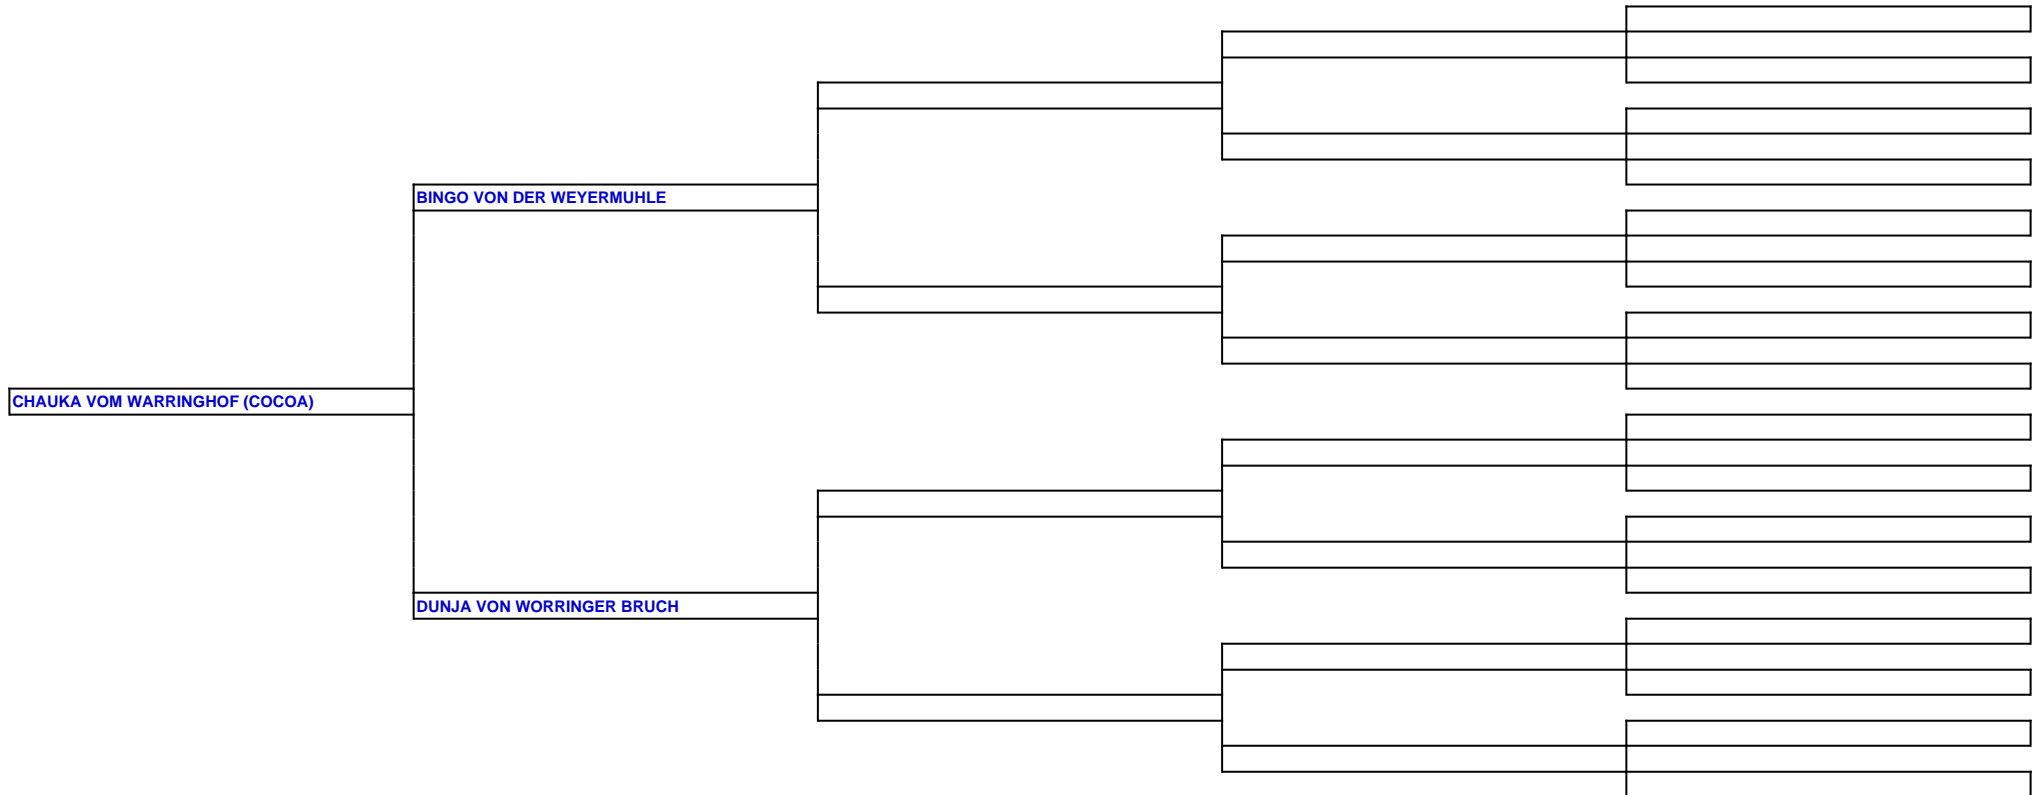 BINGO VON DER WEYERMUHLE
CHAUKA VOM WARRINGHOF (COCOA)
DUNJA VON WORRINGER BRUCH